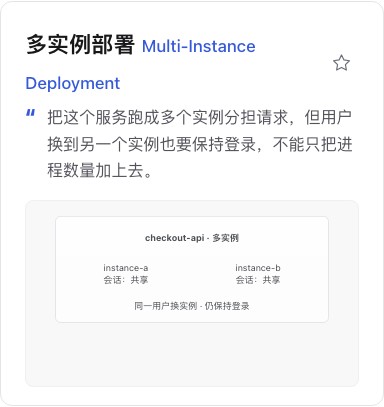 多实例部署 Multi-Instance
Deployment
“ 把这个服务跑成多个实例分担请求，但用户
换到另一个实例也要保持登录，不能只把进
程数量加上去。
checkout-api · 多实例
instance-a instance-b
会话：共享 会话：共享
同一用户换实例 · 仍保持登录